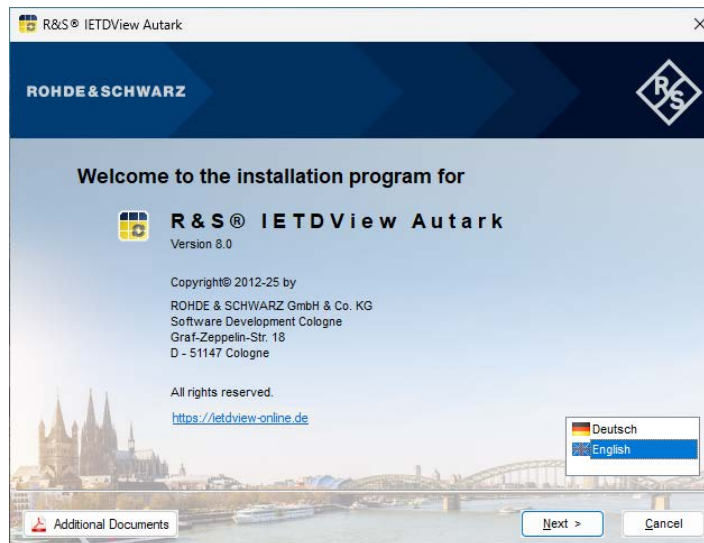 R&S® IETDView Autark
ROHDE&SCHWARZ
R&S
Welcome to the installation program for
R&S® IETDView Autark
Version 8.0
Copyright© 2012-25 by
ROHDE & SCHWARZ GmbH & Co. KG
Software Development Cologne
Graf-Zeppelin-Str. 18
D - 51147 Cologne
All rights reserved.
https://ietdview-online.de
Deutsch
English
Additional Documents
Next >
Cancel